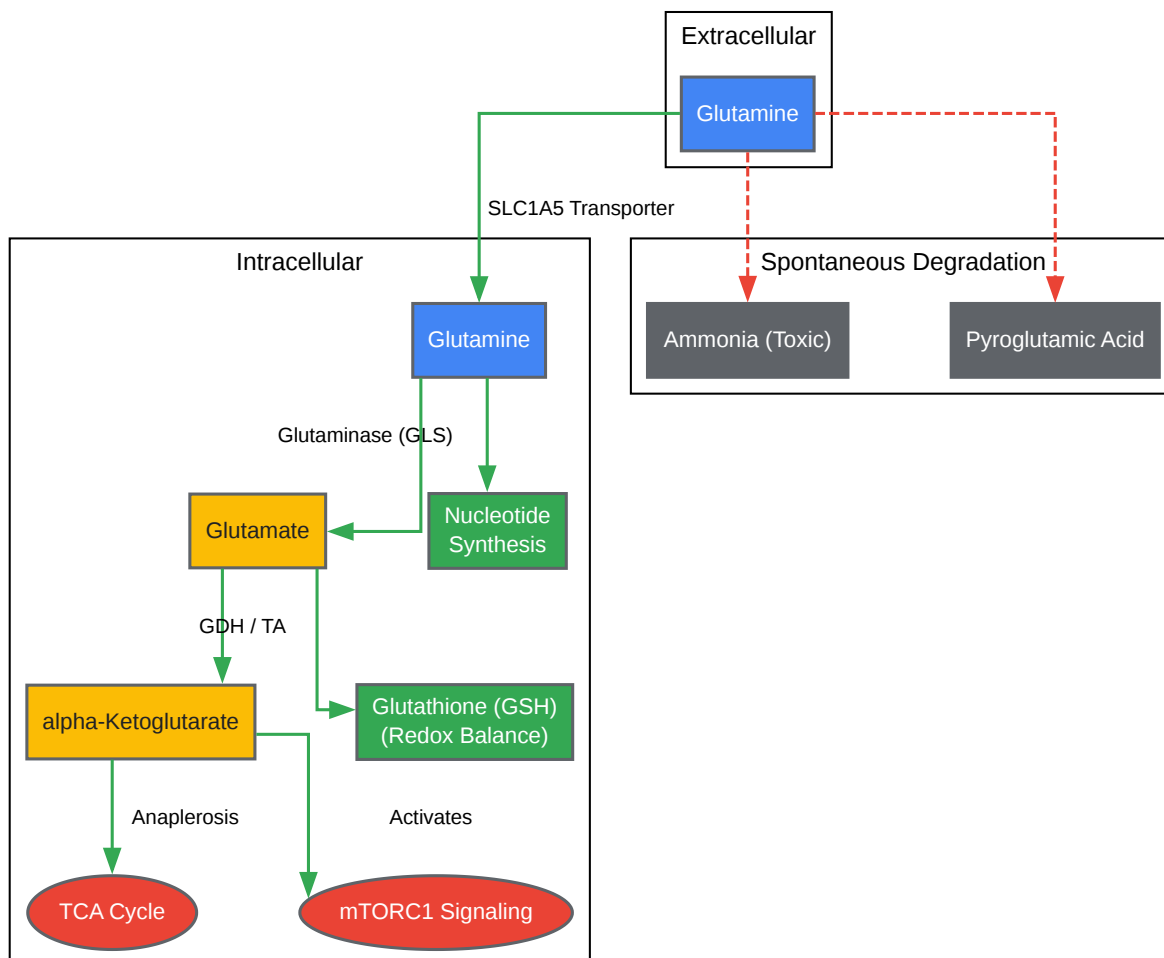 Extracellular
Glutamine
SLC1A5 Transporter
Intracellular
Spontaneous Degradation
Glutamine
Ammonia (Toxic)
Pyroglutamic Acid
Glutaminase (GLS)
Glutamate
Nucleotide
Synthesis
GDH / TA
alpha-Ketoglutarate
Glutathione (GSH)
(Redox Balance)
Anaplerosis
Activates
TCA Cycle
mTORC1 Signaling